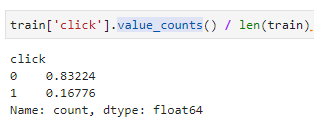 train['click'].value_counts() / len(train)
click
0    0.83224
1    0.16776
Name: count, dtype: float64